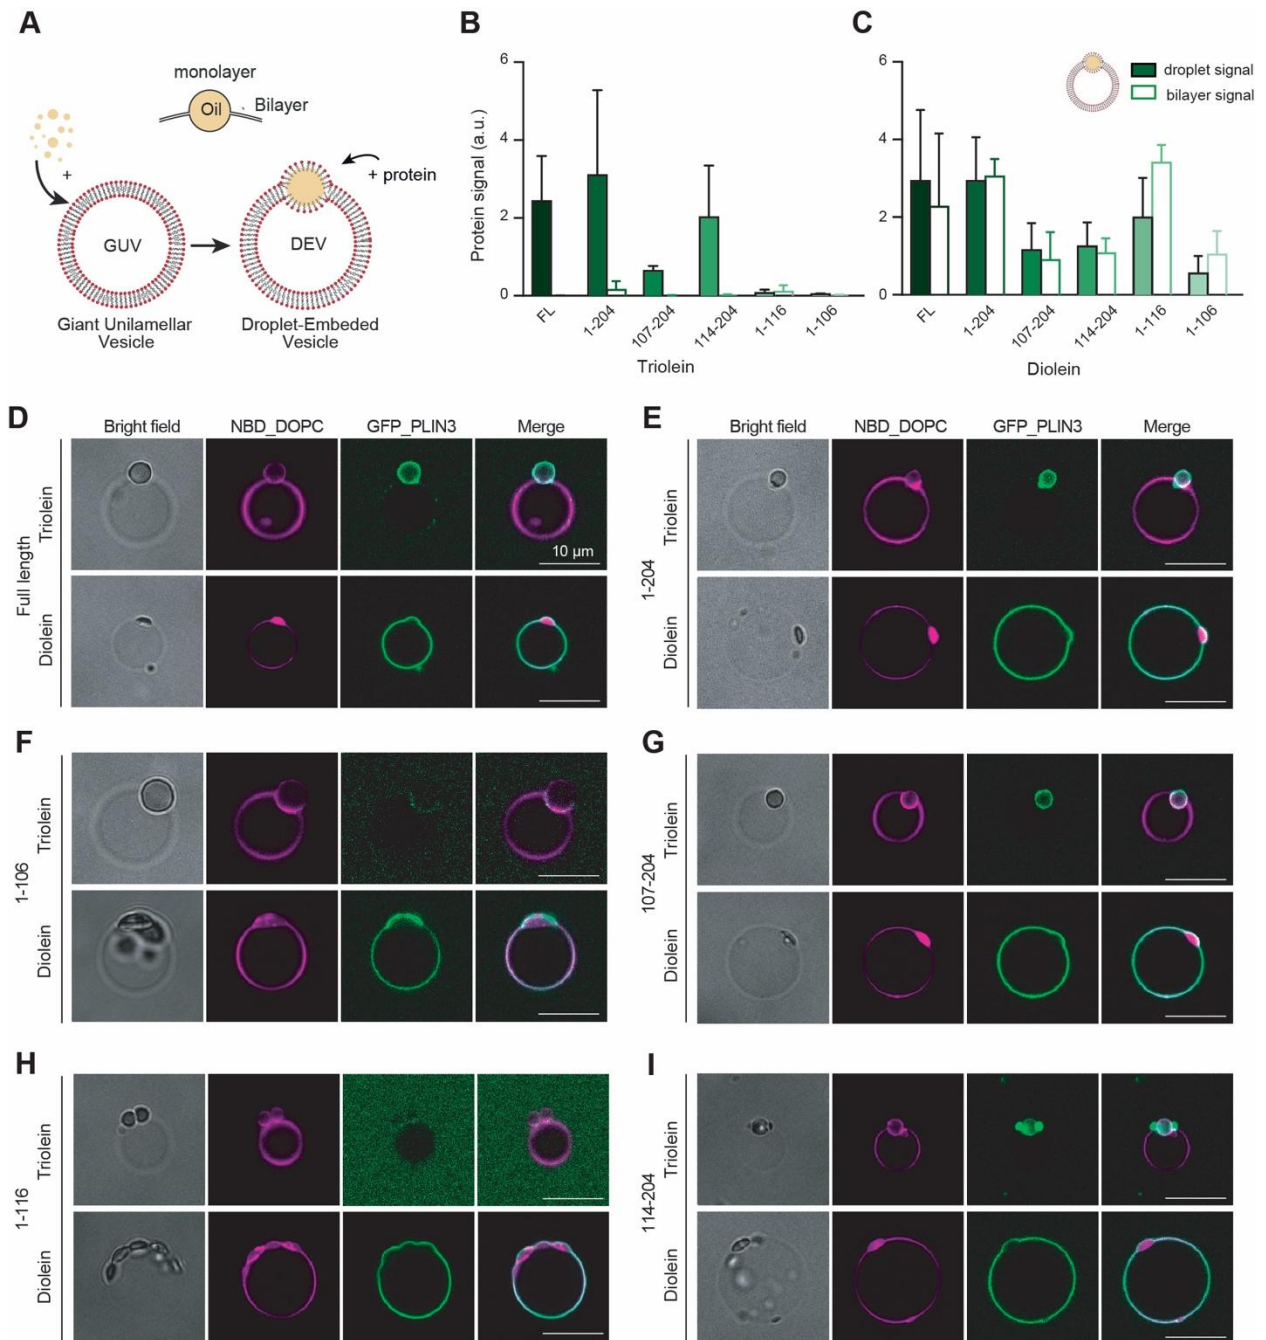 A
monolayer
Oil
Bilayer
+
+ protein
GUV
DEV
Giant Unilamellar
Vesicle
Droplet-Embeded
Vesicle
B
Protein signal (a.u.)
6
4
2
0
FL
1-204
107-204
114-204
1-116
1-106
Triolein
C
droplet signal
bilayer signal
6
4
2
0
FL
1-204
107-204
114-204
1-116
1-106
Diolein
D
Bright field NBD_DOPC GFP_PLIN3 Merge
Full length
Triolein
10 µm
Diolein
E
Bright field NBD_DOPC GFP_PLIN3 Merge
1-204
Triolein
Diolein
F
1-106
Triolein
Diolein
G
107-204
Triolein
Diolein
H
1-116
Triolein
Diolein
I
114-204
Triolein
Diolein